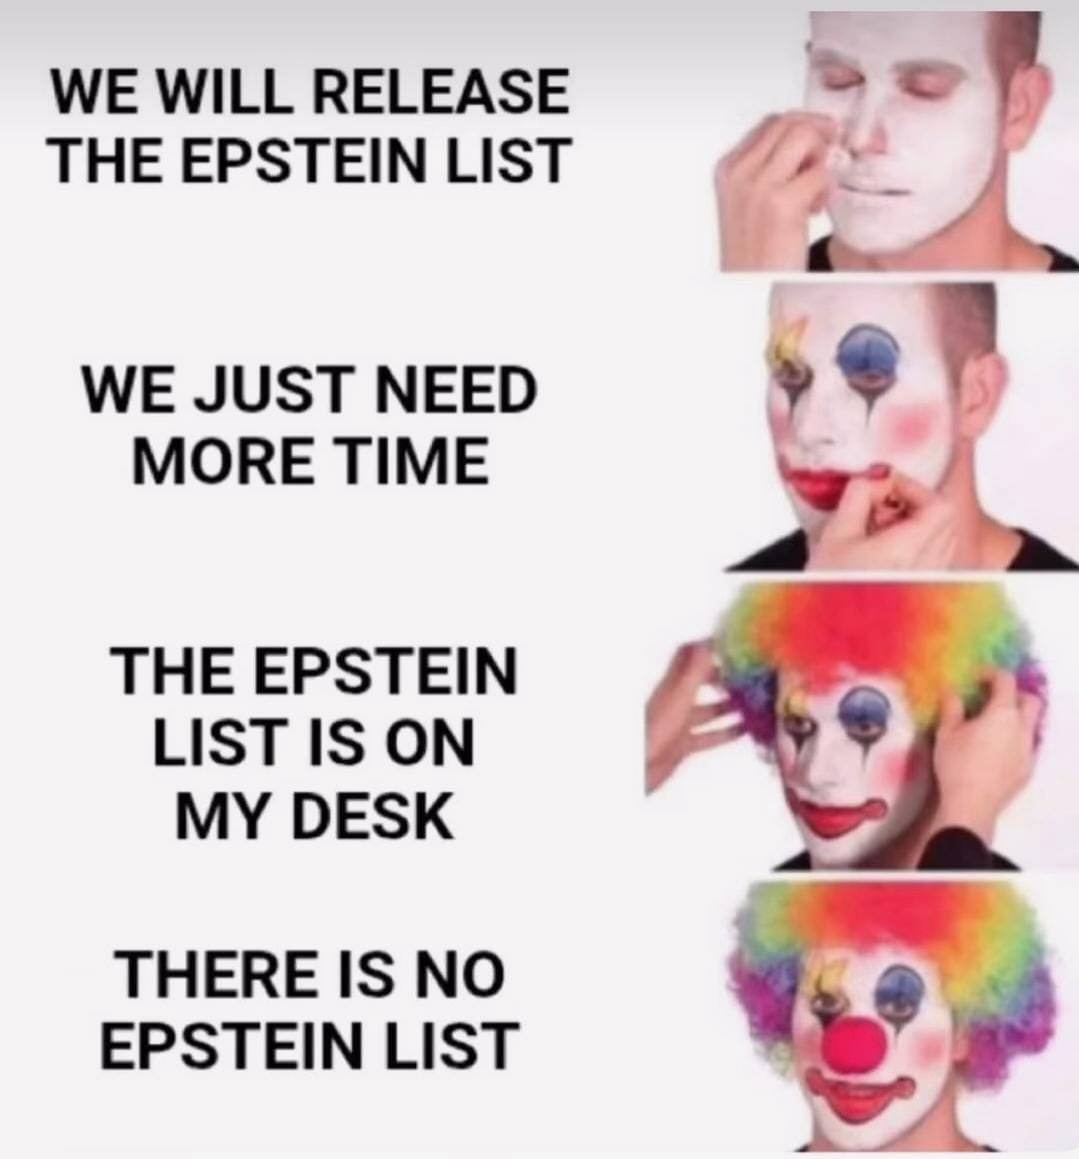 WE WILL RELEASE
THE EPSTEIN LIST
WE JUST NEED
MORE TIME
THE EPSTEIN
LIST IS ON
MY DESK
THERE IS NO
EPSTEIN LIST